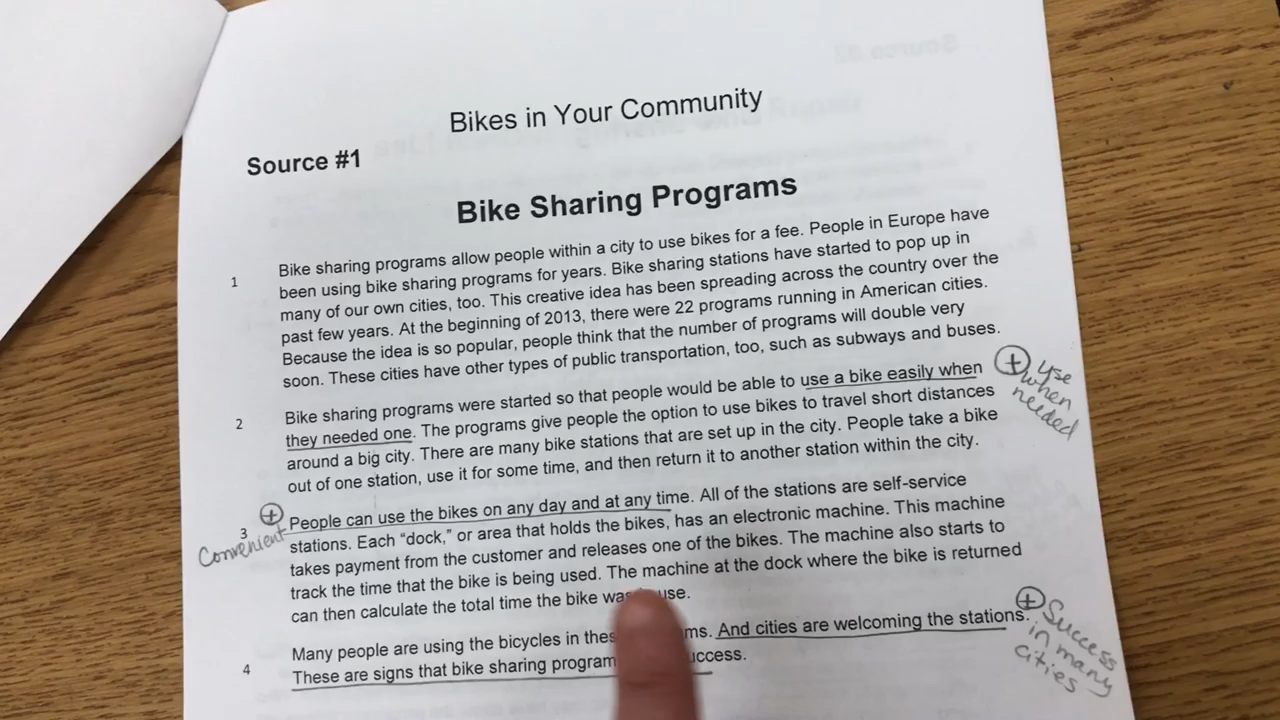 Bikes in Your Community
Source #1
Bike Sharing Programs
1
Bike sharing programs allow people within a city to use bikes for a fee. People in Europe have
been using bike sharing programs for years. Bike sharing stations have started to pop up in
many of our own cities, too. This creative idea has been spreading across the country over the
past few years. At the beginning of 2013, there were 22 programs running in American cities.
Because the idea is so popular, people think that the number of programs will double very
soon. These cities have other types of public transportation, too, such as subways and buses.
2
Bike sharing programs were started so that people would be able to use a bike easily when
they needed one. The programs give people the option to use bikes to travel short distances
around a big city. There are many bike stations that are set up in the city. People take a bike
out of one station, use it for some time, and then return it to another station within the city.
+ Use
when
needed
3
People can use the bikes on any day and at any time. All of the stations are self-service
stations. Each “dock,” or area that holds the bikes, has an electronic machine. This machine
takes payment from the customer and releases one of the bikes. The machine also starts to
track the time that the bike is being used. The machine at the dock where the bike is returned
can then calculate the total time the bike use.
+
Convenient
4
Many people are using the bicycles in And cities are welcoming the stations.
These are signs that bike sharing
+ Success
in many
cities